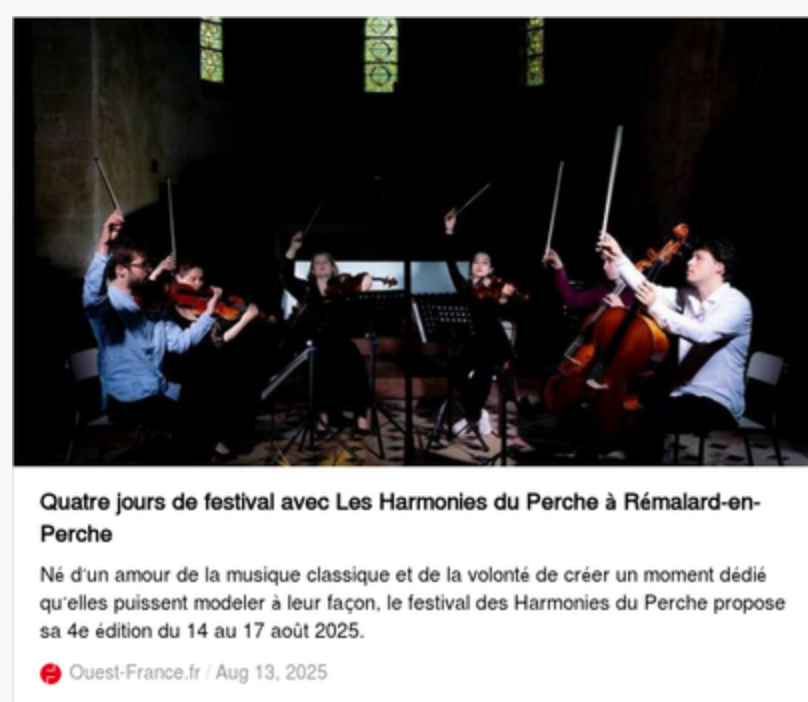 Quatre jours de festival avec Les Harmonies du Perche à Rémalard-en-
Perche
Né d'un amour de la musique classique et de la volonté de créer un moment dédié
qu'elles puissent modeler à leur façon, le festival des Harmonies du Perche propose
sa 4e édition du 14 au 17 août 2025.
Ouest-France.fr / Aug 13, 2025